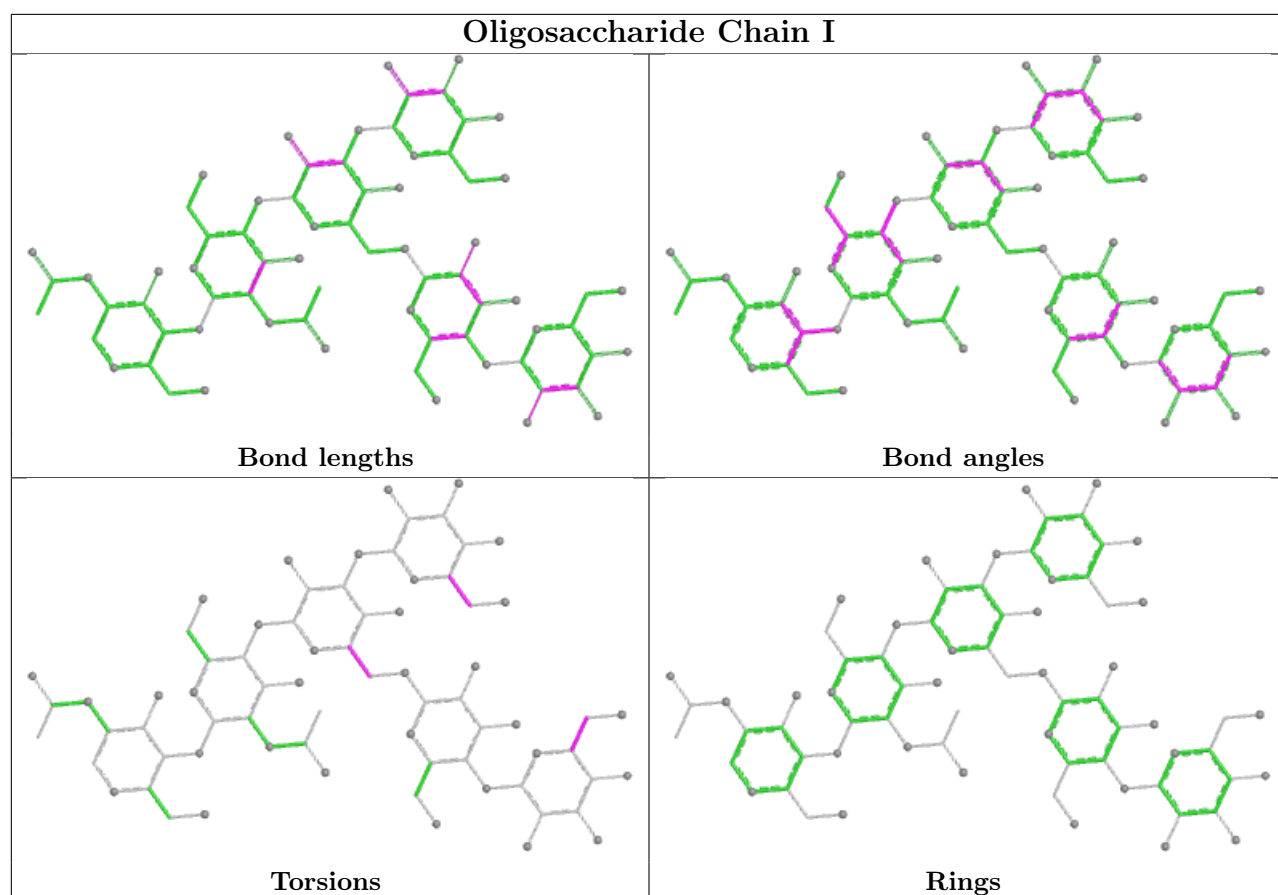 Oligosaccharide Chain I
Bond lengths
Bond angles
Torsions
Rings